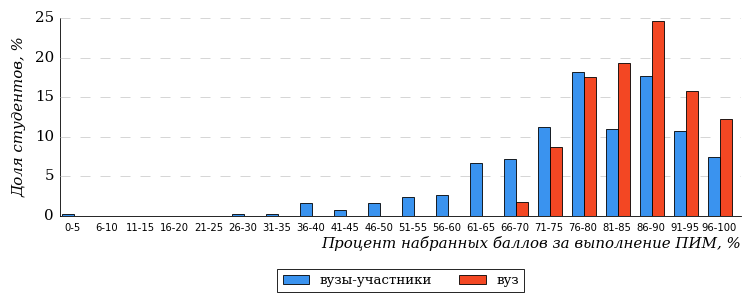 25
20
15
10
5
0
Доля студентов, %
0-5 6-10 11-15 16-20 21-25 26-30 31-35 36-40 41-45 46-50 51-55 56-60 61-65 66-70 71-75 76-80 81-85 86-90 91-95 96-100
Процент набранных баллов за выполнение ПИМ, %
вузы-участники вуз